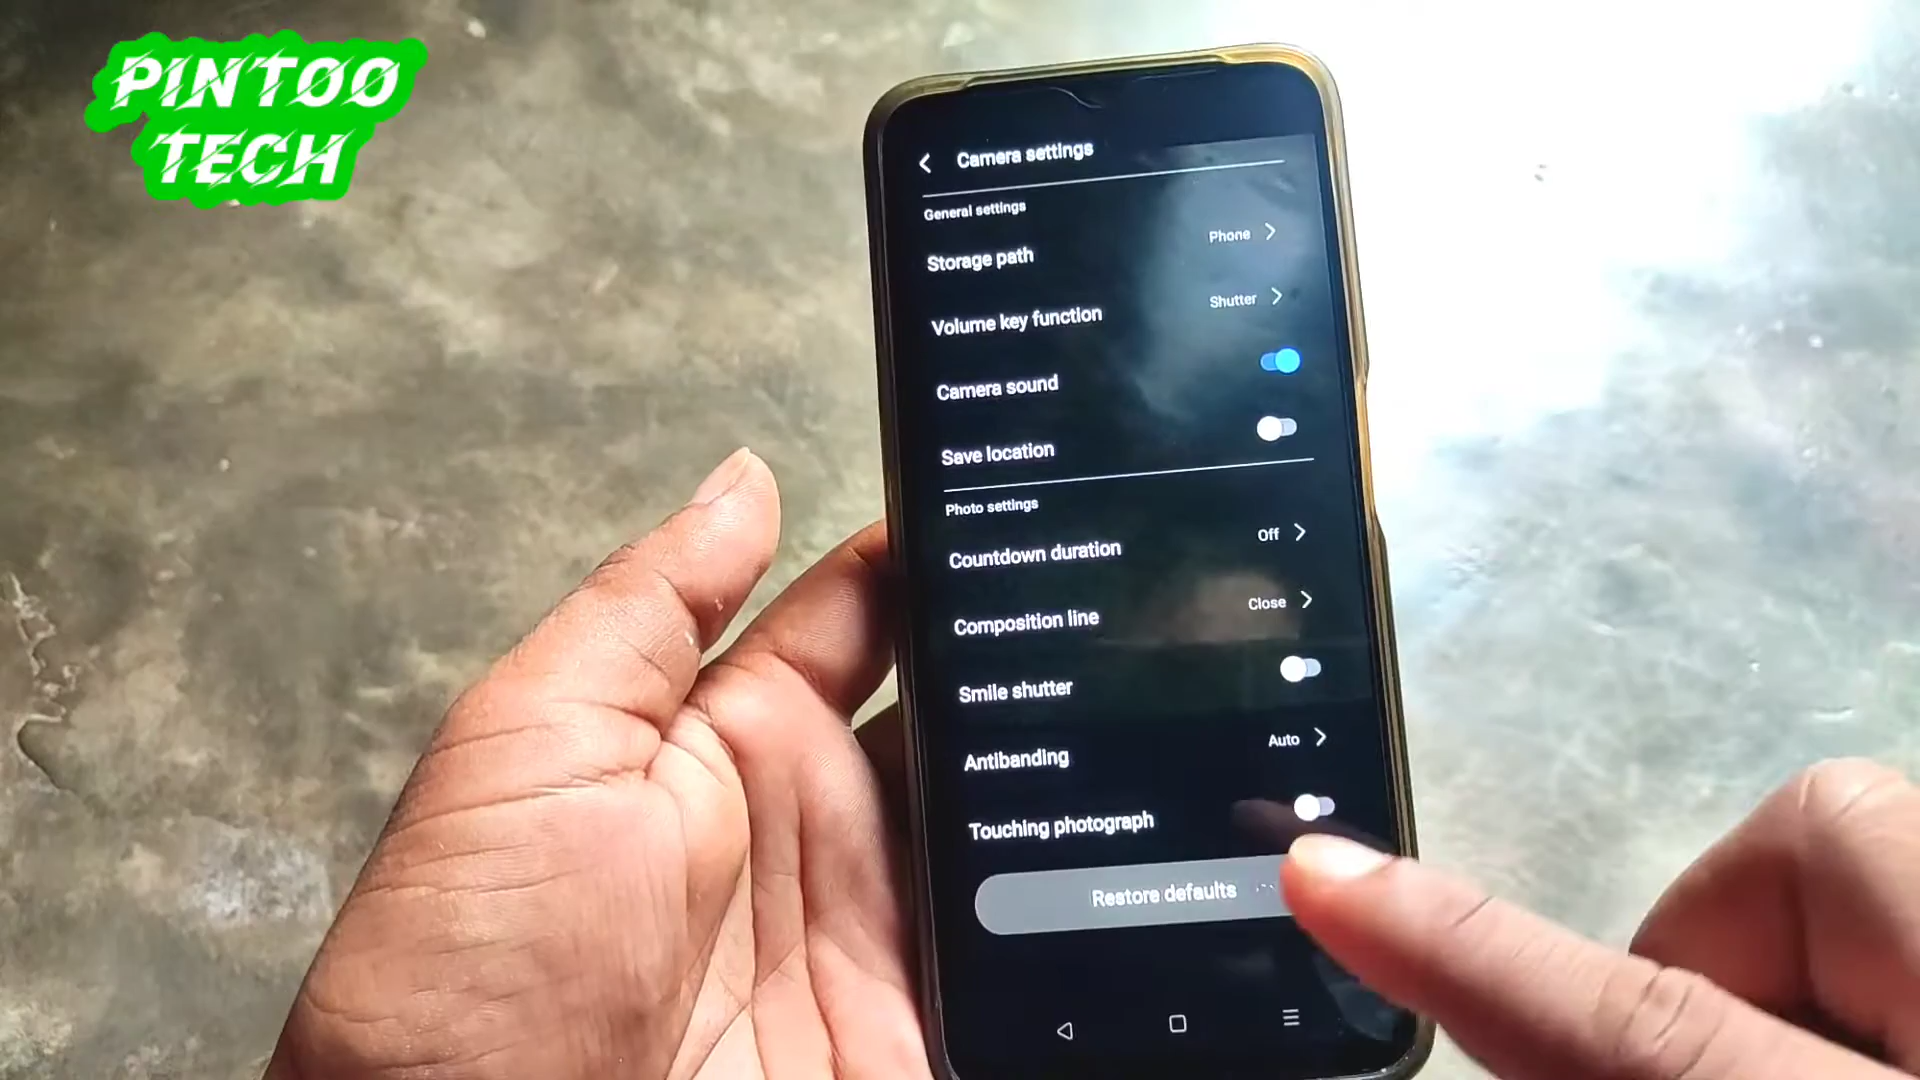 PINTOO
TECH
Camera settings
General settings
Storage path
Phone
Volume key function
Shutter
Camera sound
Save location
Photo settings
Countdown duration
Off
Composition line
Close
Smile shutter
Antibanding
Auto
Touching photograph
Restore defaults